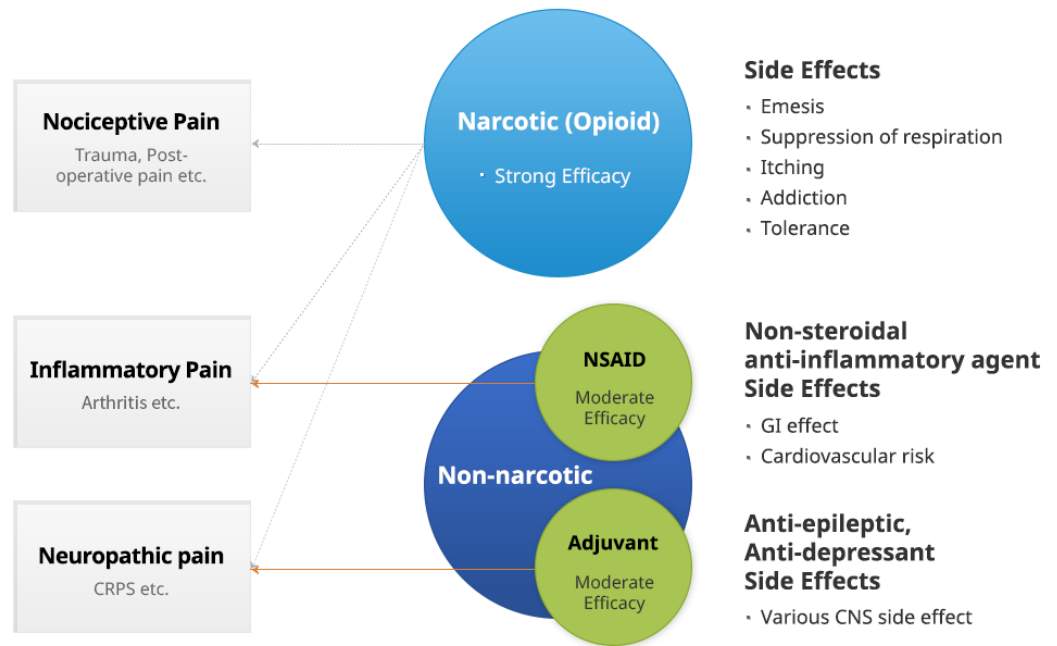 Nociceptive Pain
Trauma, Post-
operative pain etc.
Narcotic (Opioid)
· Strong Efficacy
Side Effects
· Emesis
· Suppression of respiration
· Itching
· Addiction
· Tolerance
Inflammatory Pain
Arthritis etc.
NSAID
Moderate
Efficacy
Non-steroidal
anti-inflammatory agent
Side Effects
· GI effect
· Cardiovascular risk
Non-narcotic
Neuropathic pain
CRPS etc.
Adjuvant
Moderate
Efficacy
Anti-epileptic,
Anti-depressant
Side Effects
· Various CNS side effect